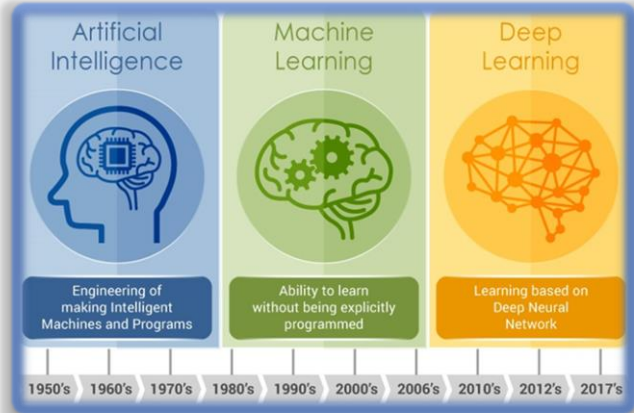 Artificial
Intelligence
Machine
Learning
Deep
Learning
Engineering of
making Intelligent
Machines and Programs
Ability to learn
without being explicitly
programmed
Learning based on
Deep Neural
Network
1950's 1960's 1970's 1980's 1990's 2000's 2006's 2010's 2012's 2017's